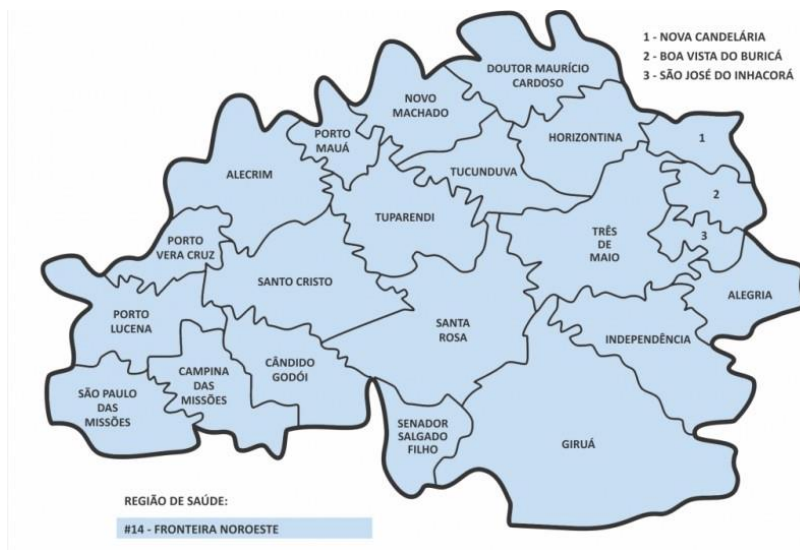 1 - NOVA CANDELÁRIA
2 - BOA VISTA DO BURICÁ
3 - SÃO JOSÉ DO INHACORÁ
DOUTOR MAURÍCIO
CARDOSO
NOVO
MACHADO
HORIZONTINA
1
PORTO
MAUÁ
TUCUNDUVA
ALECRIM
2
TUPARENDI
TRÊS
DE
MAIO
3
PORTO
VERA CRUZ
SANTO CRISTO
ALEGRIA
PORTO
LUCENA
SANTA
ROSA
INDEPENDÊNCIA
CÂNDIDO
GODÓI
CAMPINA
DAS
MISSÕES
SÃO PAULO
DAS
MISSÕES
SENADOR
SALGADO
FILHO
GIRUÁ
REGIÃO DE SAÚDE:
#14 - FRONTEIRA NOROESTE